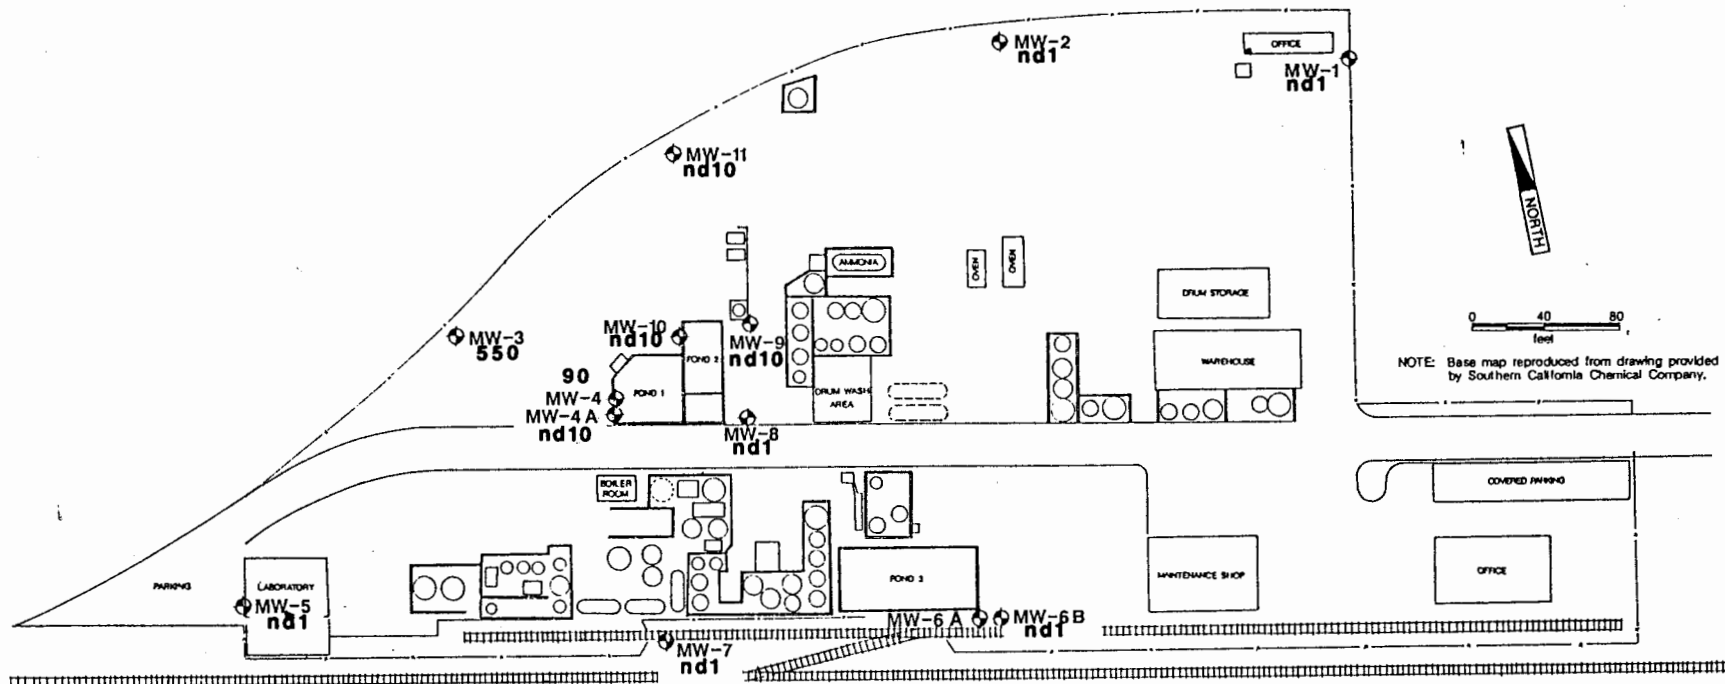 MW-2
nd1
OFFICE
MW-1
nd1
MW-11
nd10
NORTH
AMMONIA
OVEN
OVEN
DRUM STORAGE
0 40 80
feet
MW-3
550
MW-10
nd10
POND 2
MW-9
nd10
WAREHOUSE
NOTE: Base map reproduced from drawing provided
by Southern California Chemical Company.
90
MW-4
POND 1
DRUM WASH
AREA
MW-4A
nd10
MW-8
nd1
BOILER
ROOM
COVERED PARKING
PARKING
LABORATORY
POND 3
MAINTENANCE SHOP
OFFICE
MW-5
nd1
MW-6A
MW-6B
nd1
MW-7
nd1